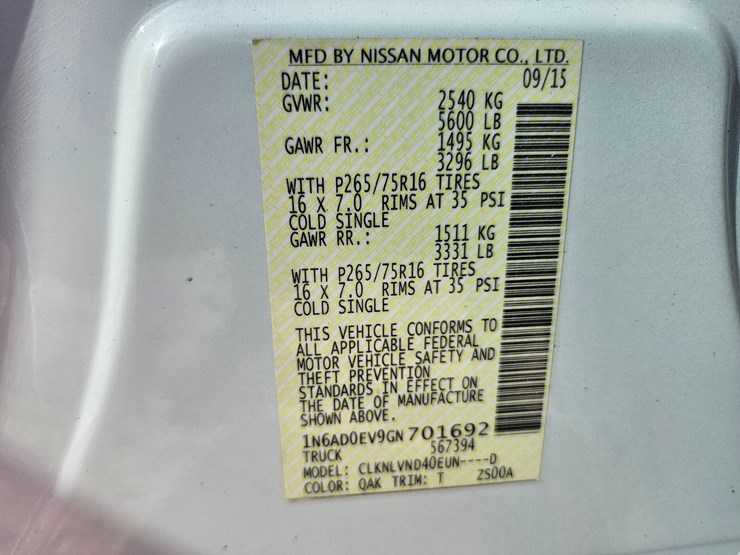 MFD BY NISSAN MOTOR CO., LTD.
DATE: 09/15
GVWR: 2540 KG
5600 LB
GAWR FR.: 1495 KG
3296 LB
WITH P265/75R16 TIRES
16 X 7.0 RIMS AT 35 PSI
COLD SINGLE
GAWR RR.: 1511 KG
3331 LB
WITH P265/75R16 TIRES
16 X 7.0 RIMS AT 35 PSI
COLD SINGLE
THIS VEHICLE CONFORMS TO
ALL APPLICABLE FEDERAL
MOTOR VEHICLE SAFETY AND
THEFT PREVENTION
STANDARDS IN EFFECT ON
THE DATE OF MANUFACTURE
SHOWN ABOVE.
1N6AD0EV9GN 701692
TRUCK 567394
MODEL: CLKNLVND40EUN----D
COLOR: QAK TRIM: T ZS00A